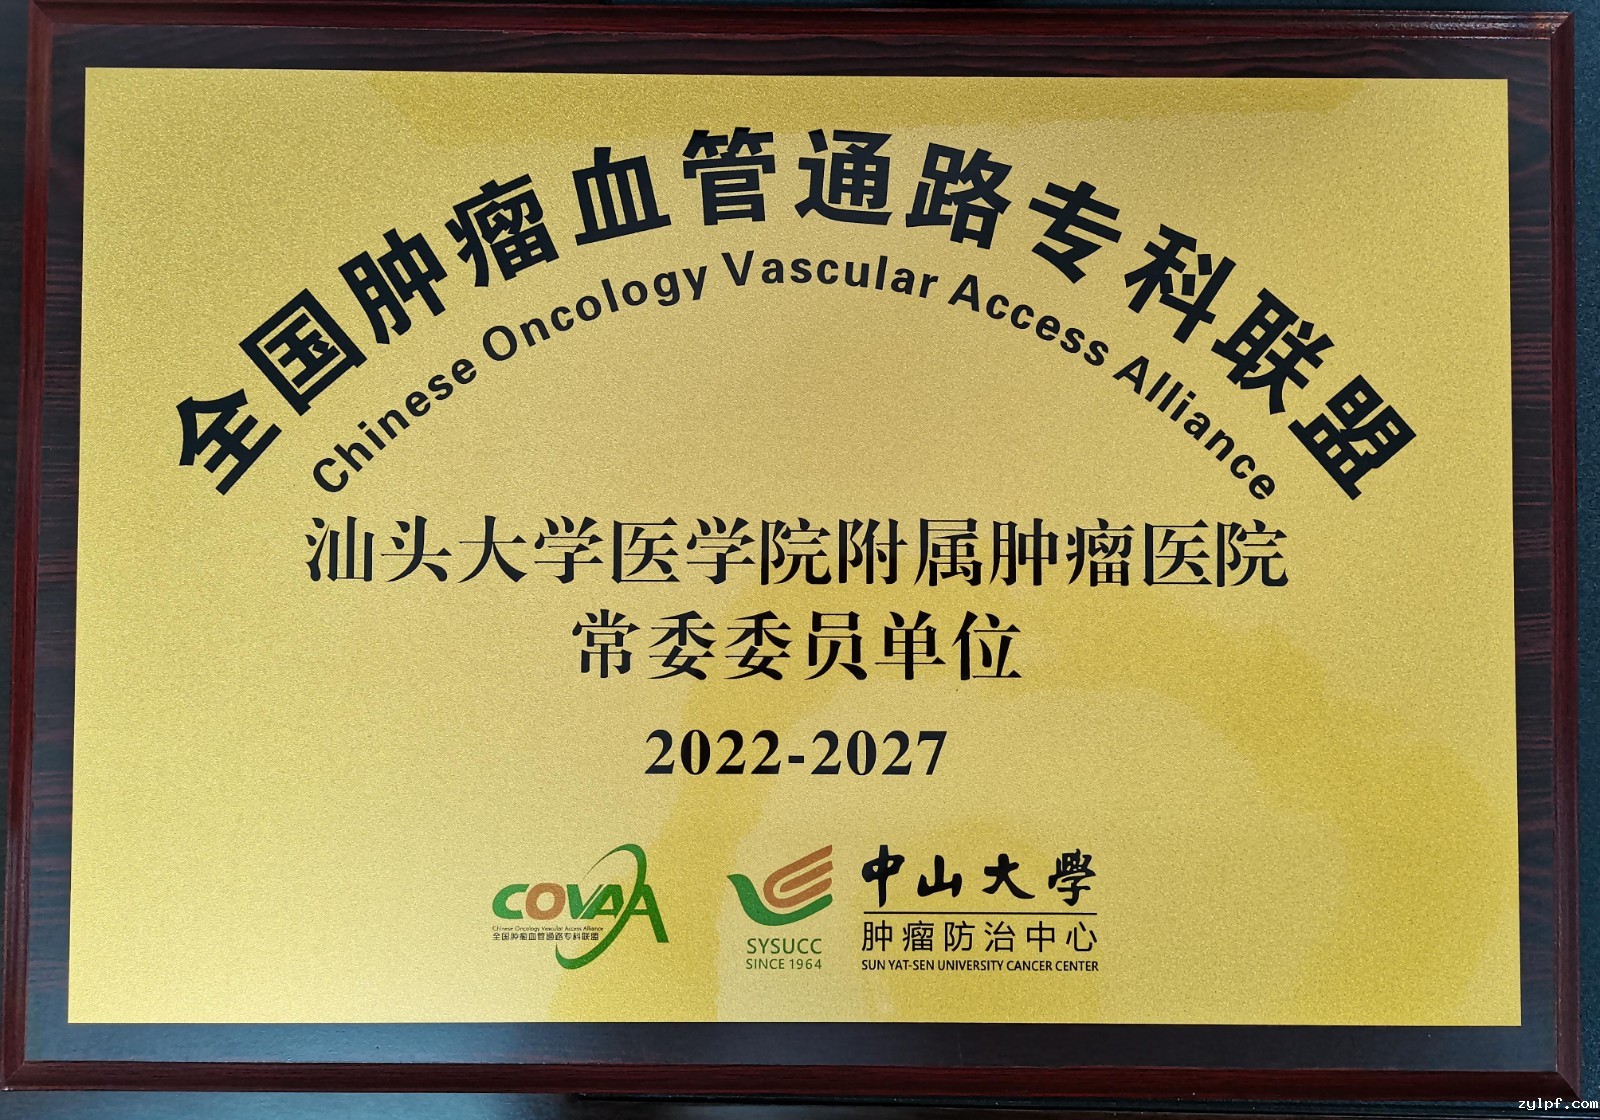 全国肿瘤血管通路专科联盟
Chinese Oncology Vascular Access Alliance
汕头大学医学院附属肿瘤医院
常委委员单位
2022-2027
COVAA
Chinese Oncology Vascular Access Alliance
全国肿瘤血管通路专科联盟
SYSUCC
SINCE 1964
中山大學
肿瘤防治中心
SUN YAT-SEN UNIVERSITY CANCER CENTER
zylpf.com